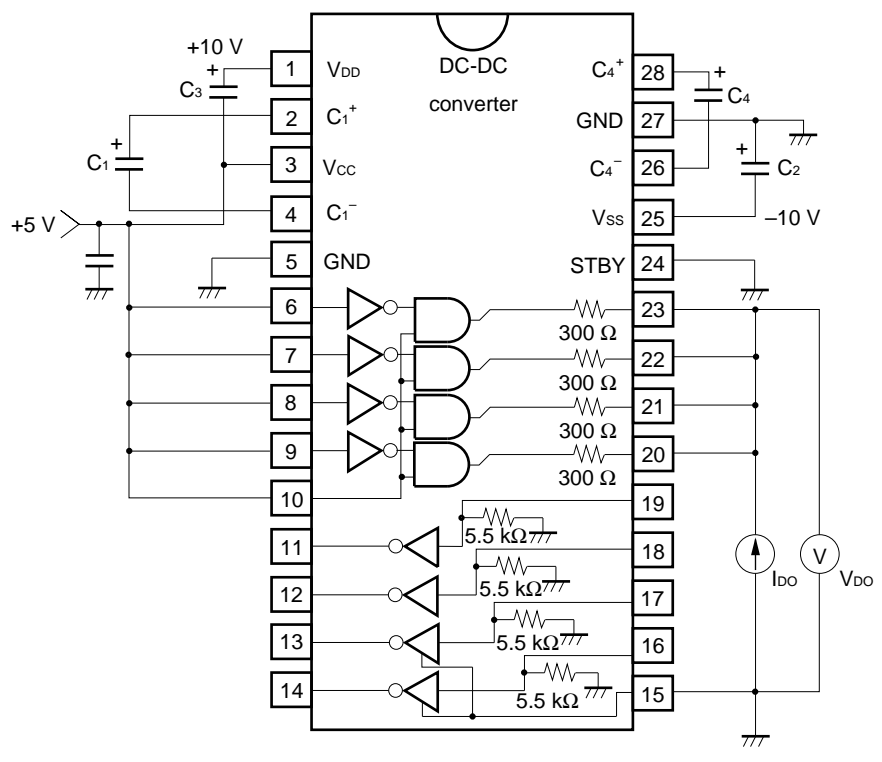 +10 V
C3
+
1
VDD
DC-DC
converter
C4+
28
+
C4
2
C1+
+
C1
GND
27
3
VCC
C4−
26
+
C2
4
C1−
VSS
25
–10 V
+5 V
5
GND
STBY
24
6
300 Ω
23
7
300 Ω
22
8
300 Ω
21
9
300 Ω
20
10
19
11
5.5 kΩ
18
12
5.5 kΩ
17
13
5.5 kΩ
16
14
5.5 kΩ
15
IDO
V
VDO